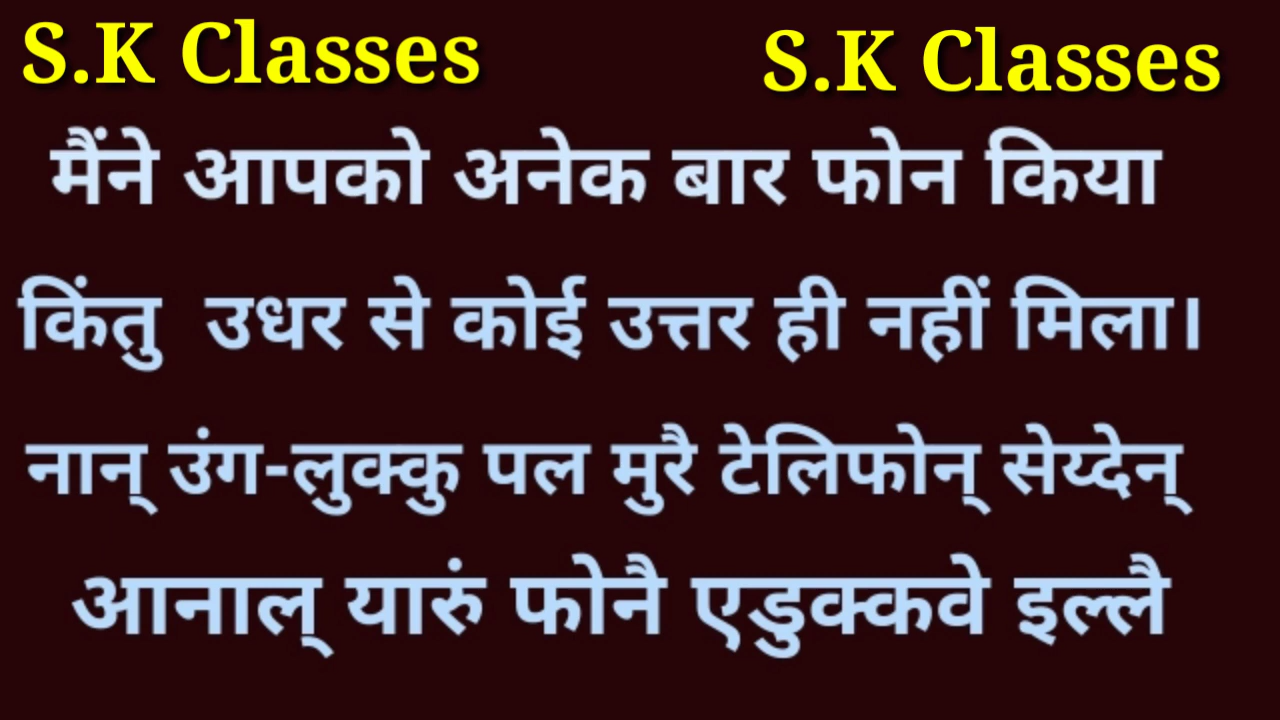 S.K Classes S.K Classes
मैंने आपको अनेक बार फोन किया
किंतु उधर से कोई उत्तर ही नहीं मिला।
नान् उंग-लुक्कु पल मुरै टेलिफोन् सेय्देन्
आनाल् यारुं फोनै एडुक्कवे इल्लै